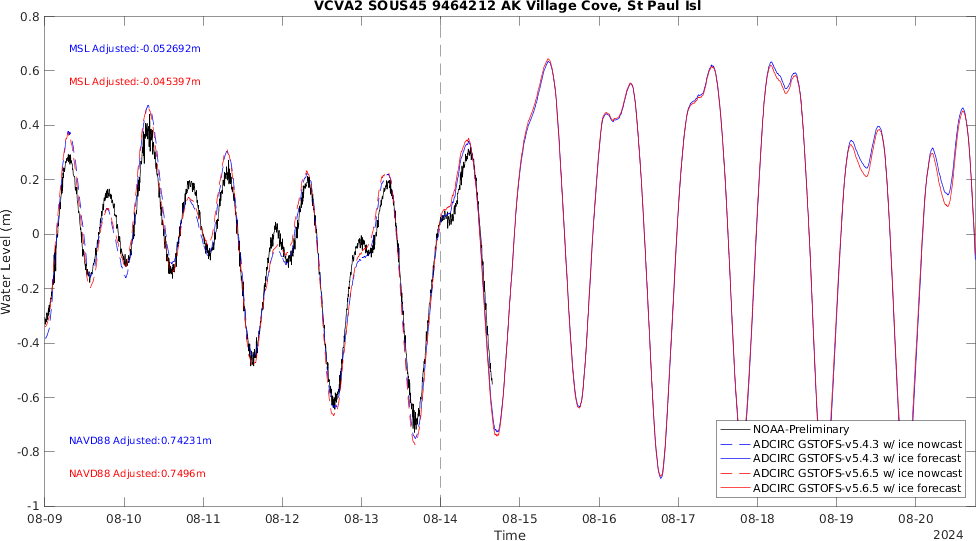 VCVA2 SOUS45 9464212 AK Village Cove, St Paul Isl
0.8
0.6
0.4
0.2
0
-0.2
-0.4
-0.6
-0.8
-1
Water Level (m)
MSL Adjusted:-0.052692m
MSL Adjusted:-0.045397m
NAVD88 Adjusted:0.74231m
NAVD88 Adjusted:0.7496m
NOAA-Preliminary
ADCIRC GSTOFS-v5.4.3 w/ ice nowcast
ADCIRC GSTOFS-v5.4.3 w/ ice forecast
ADCIRC GSTOFS-v5.6.5 w/ ice nowcast
ADCIRC GSTOFS-v5.6.5 w/ ice forecast
08-09 08-10 08-11 08-12 08-13 08-14 08-15 08-16 08-17 08-18 08-19 08-20
Time
2024